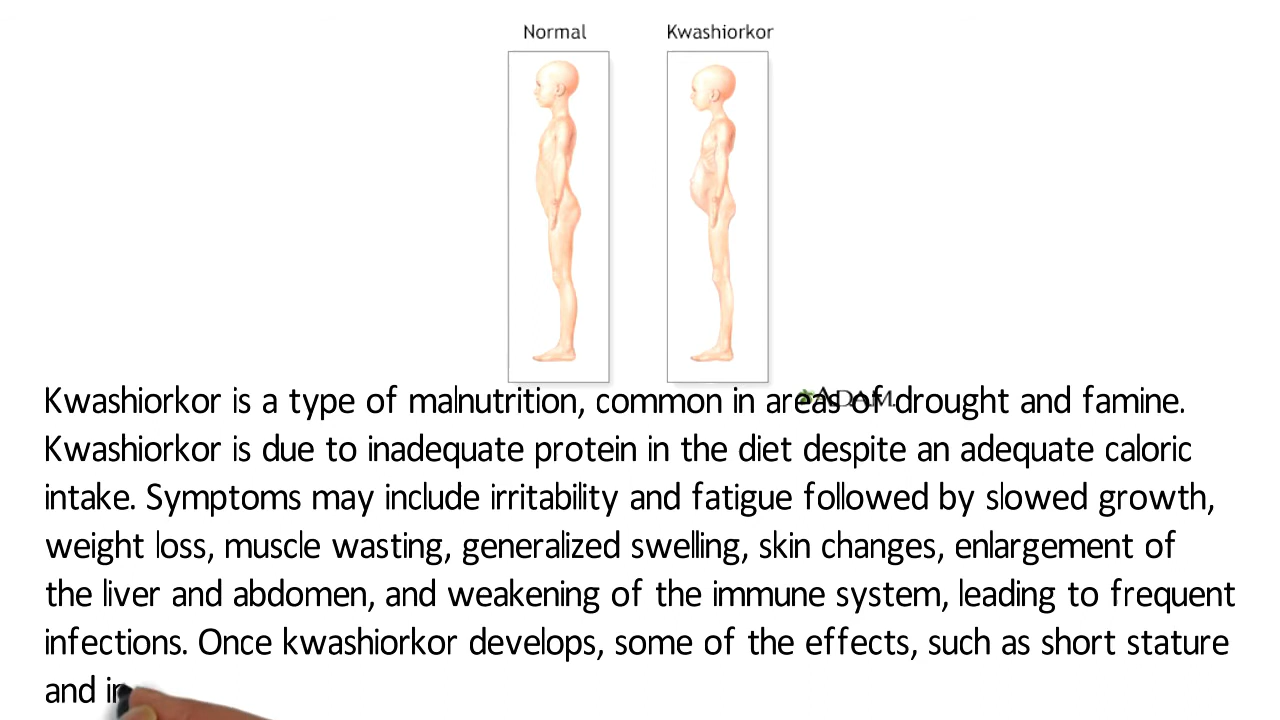 Normal
Kwashiorkor
ADAM.
Kwashiorkor is a type of malnutrition, common in areas of drought and famine.
Kwashiorkor is due to inadequate protein in the diet despite an adequate caloric
intake. Symptoms may include irritability and fatigue followed by slowed growth,
weight loss, muscle wasting, generalized swelling, skin changes, enlargement of
the liver and abdomen, and weakening of the immune system, leading to frequent
infections. Once kwashiorkor develops, some of the effects, such as short stature
and